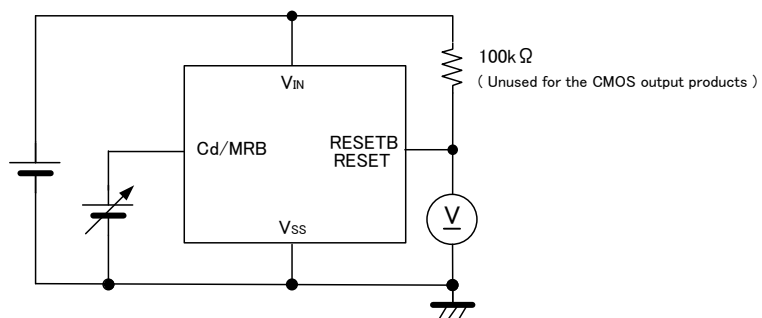 100kΩ
( Unused for the CMOS output products )
VIN
Cd/MRB
RESETB
RESET
V
VSS